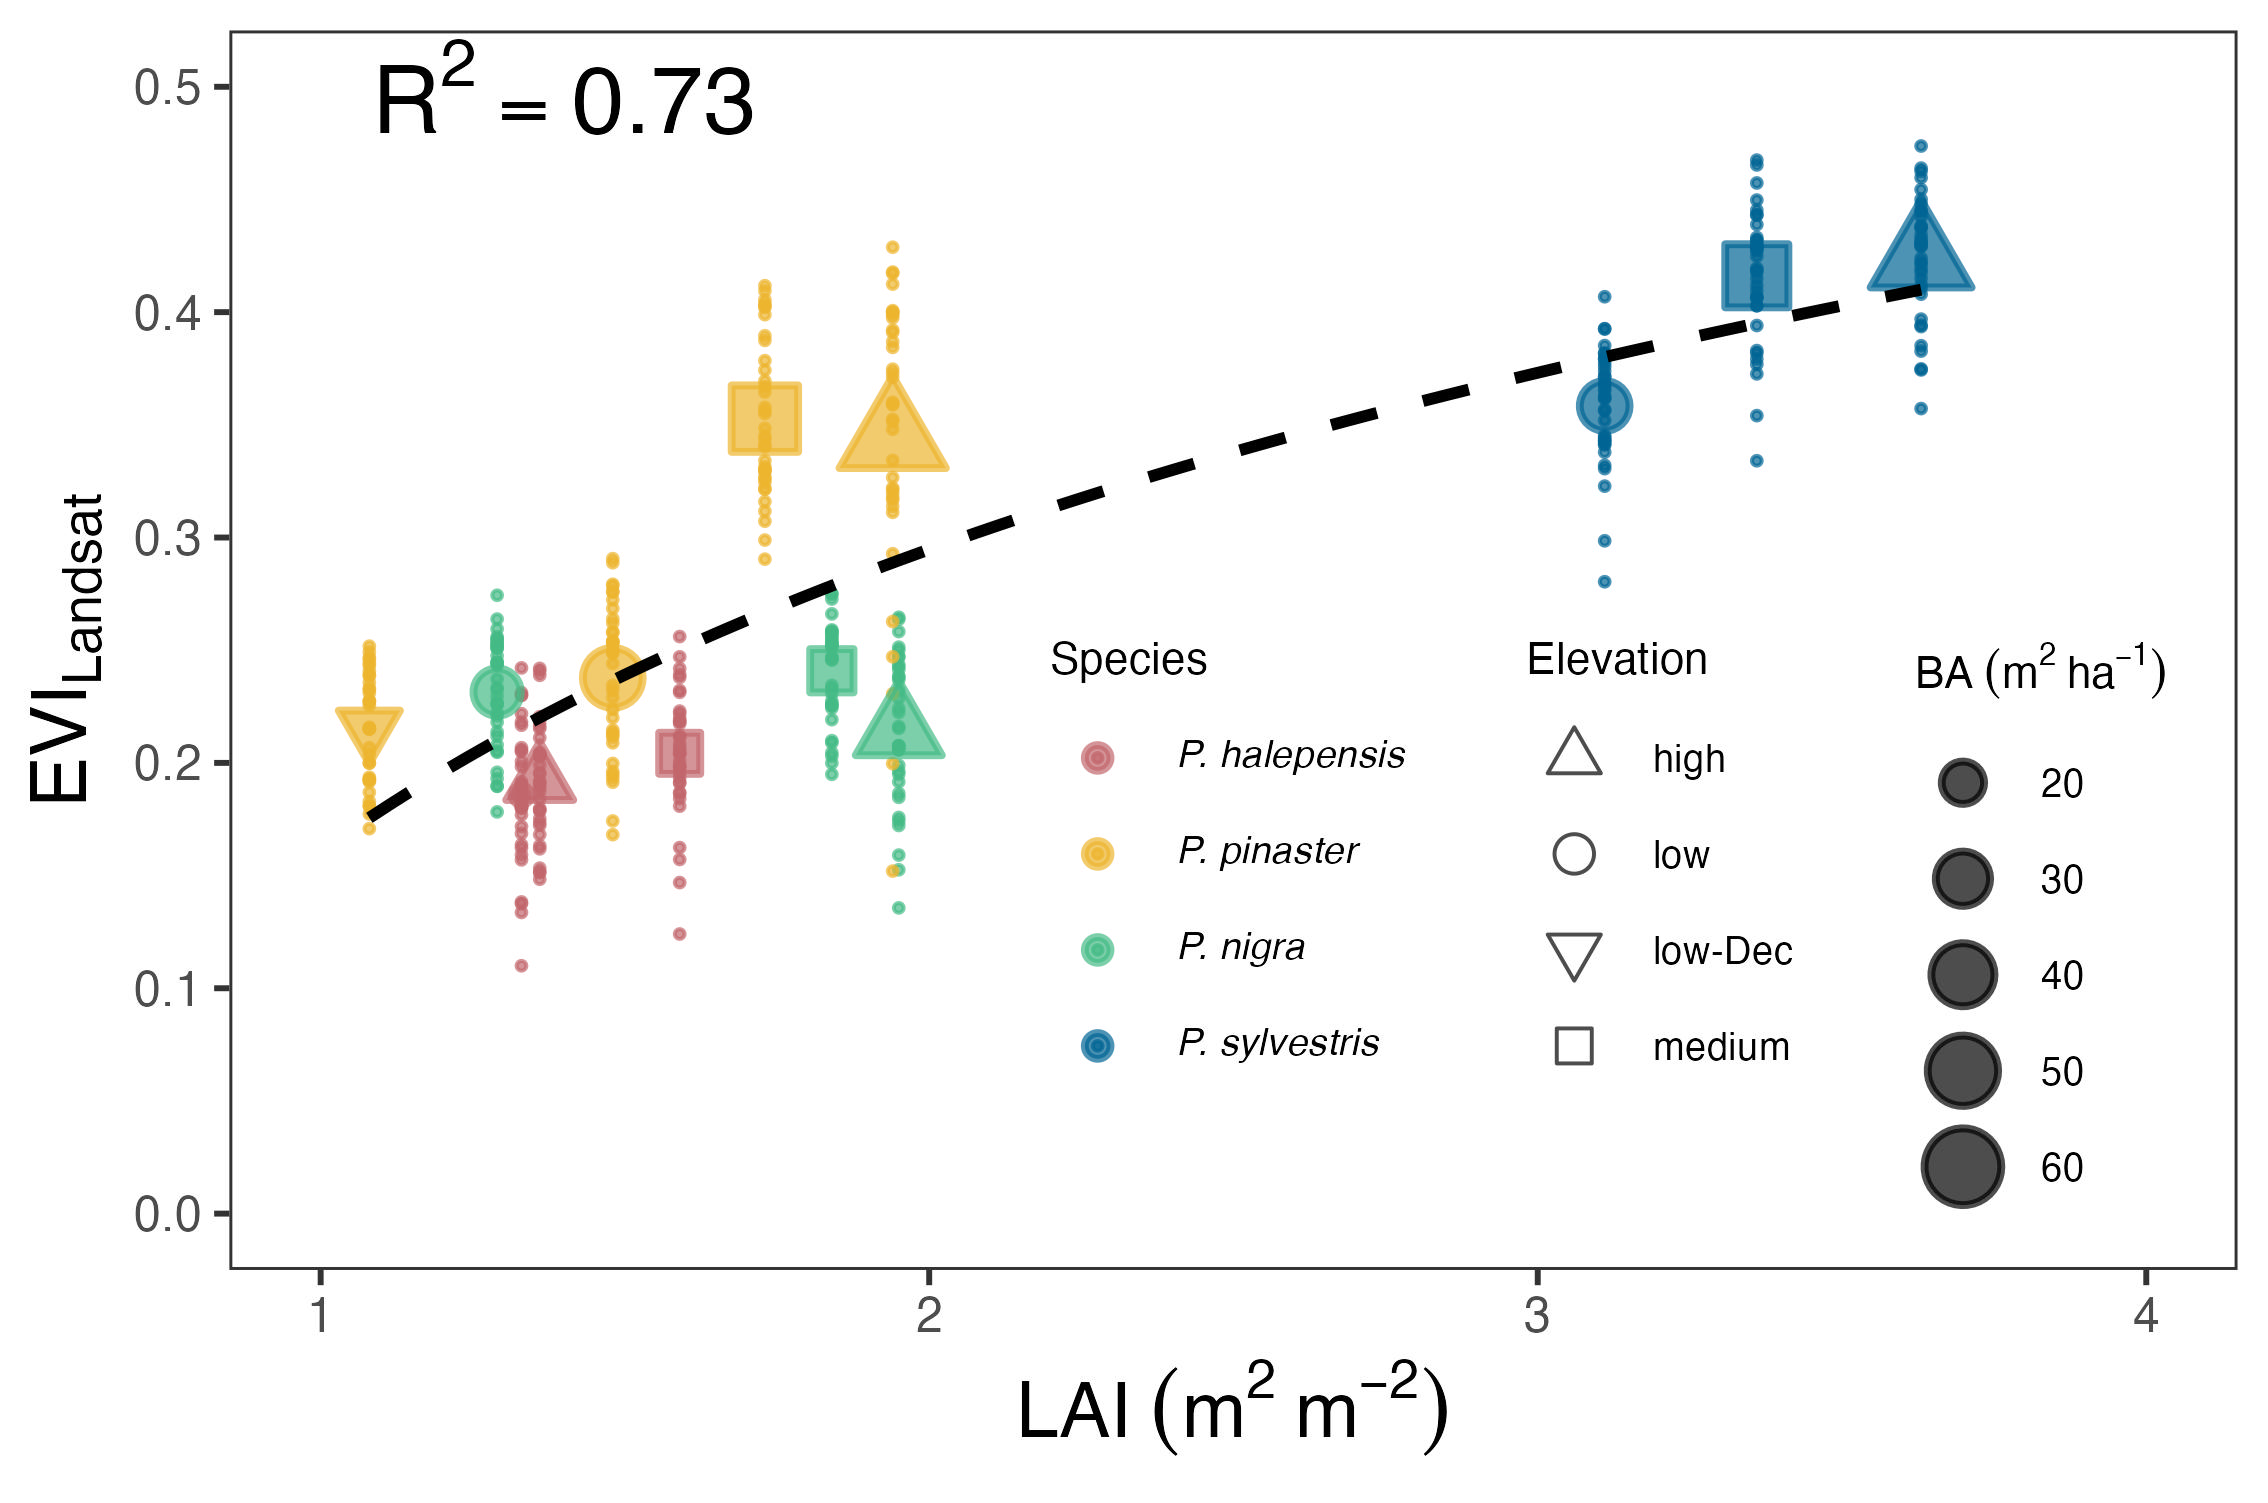 R² = 0.73
0.5
0.4
0.3
0.2
0.1
0.0
EVI_Landsat
1
2
3
4
LAI (m² m⁻²)
Species
P. halepensis
P. pinaster
P. nigra
P. sylvestris
Elevation
high
low
low-Dec
medium
BA (m² ha⁻¹)
20
30
40
50
60